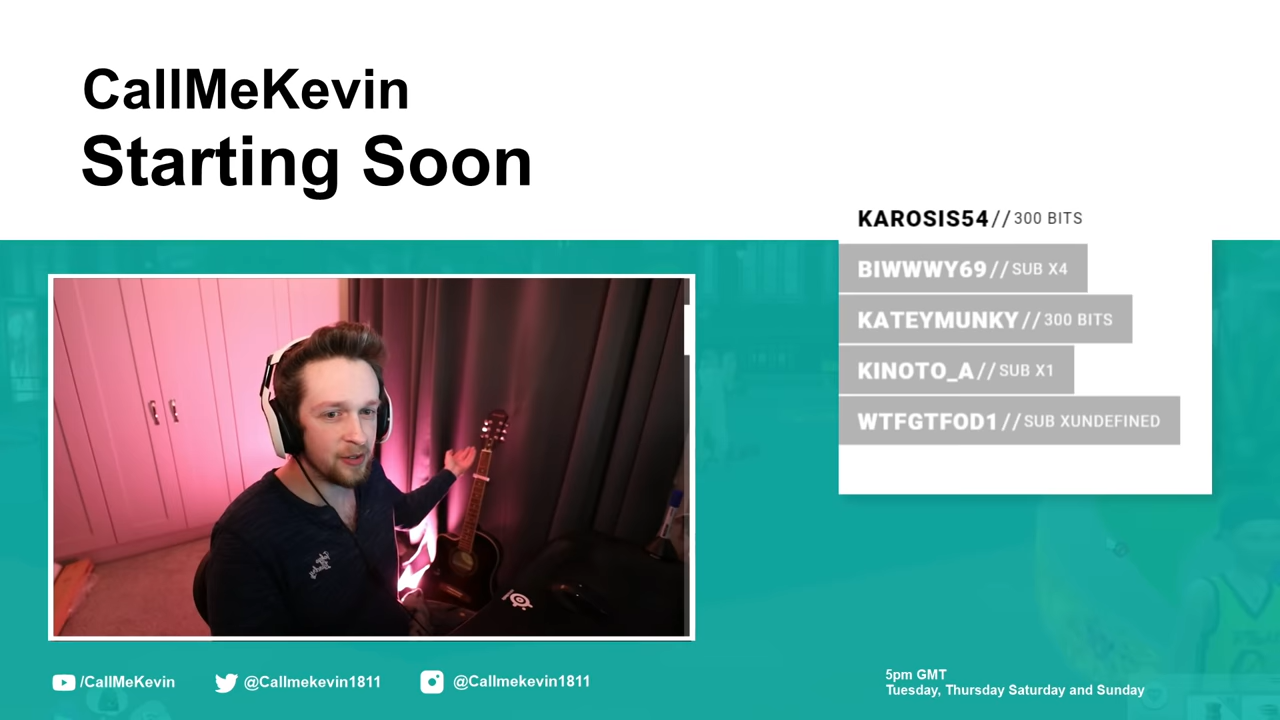 CallMeKevin
Starting Soon
KAROSIS54//300 BITS
BIWWWY69//SUB X4
KATEYMUNKY//300 BITS
KINOTO_A//SUB X1
WTFGTFOD1//SUB XUNDEFINED
/CallMeKevin @Callmekevin1811 @Callmekevin1811
5pm GMT
Tuesday, Thursday Saturday and Sunday